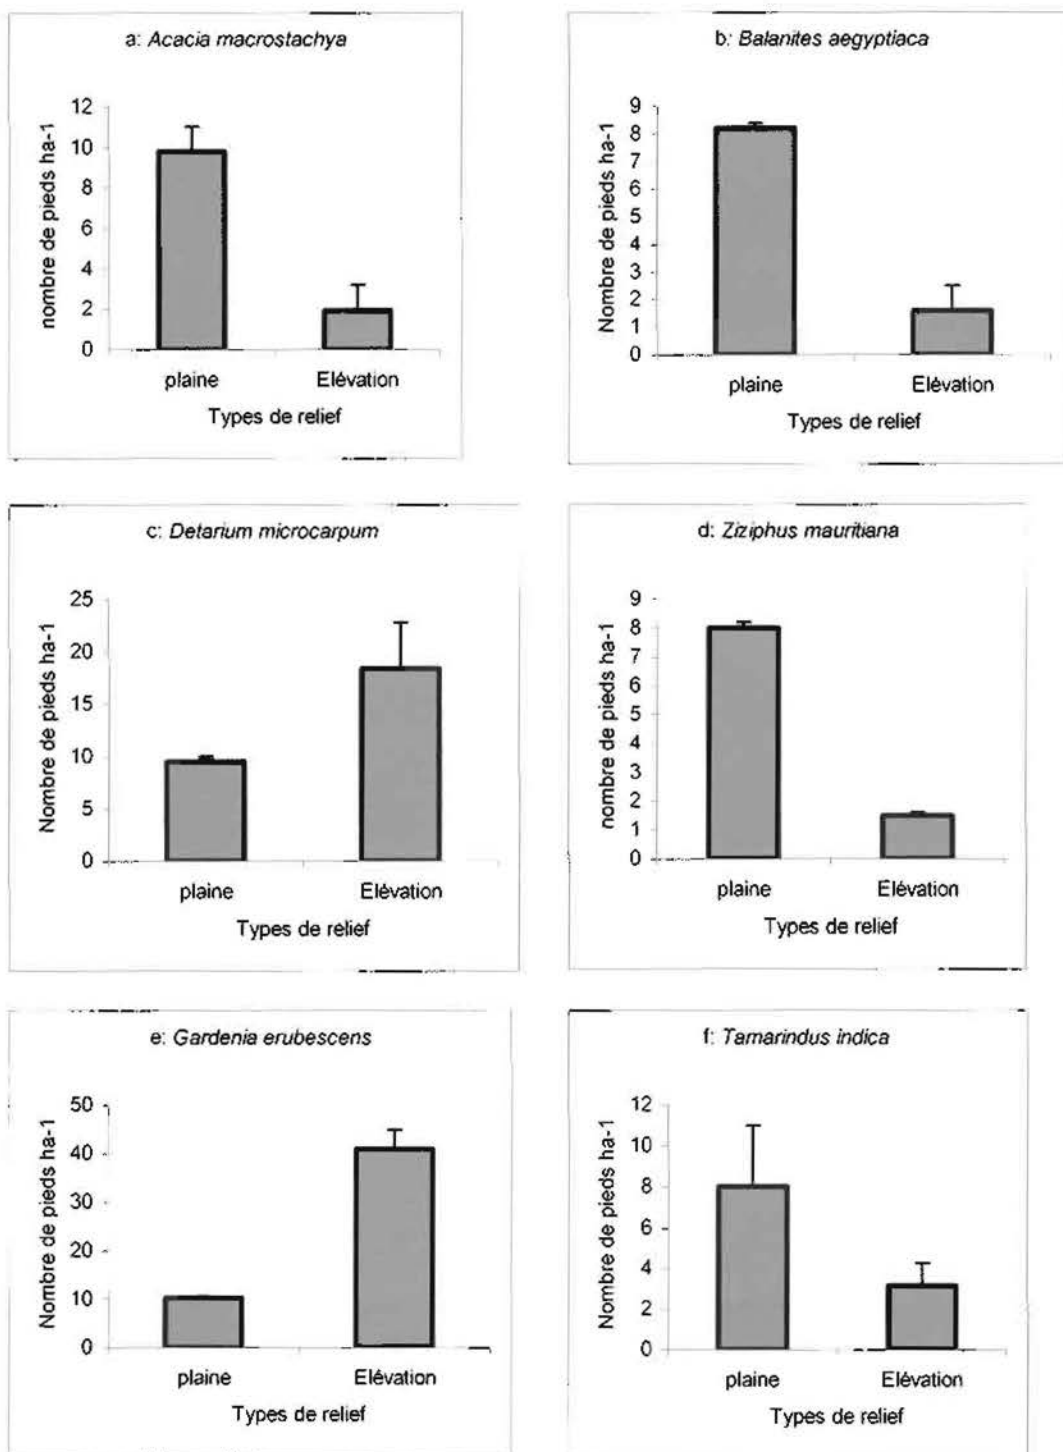 a: Acacia macrostachya
nombre de pieds ha-1
12
10
8
6
4
2
0
plaine Elévation
Types de relief
b: Balanites aegyptiaca
Nombre de pieds ha-1
9
8
7
6
5
4
3
2
1
0
plaine Elévation
Types de relief
c: Detarium microcarpum
Nombre de pieds ha-1
25
20
15
10
5
0
plaine Elévation
Types de relief
d: Ziziphus mauritiana
nombre de pieds ha-1
9
8
7
6
5
4
3
2
1
0
plaine Elévation
Types de relief
e: Gardenia erubescens
Nombre de pieds ha-1
50
40
30
20
10
0
plaine Elévation
Types de relief
f: Tamarindus indica
Nombre de pieds ha-1
12
10
8
6
4
2
0
plaine Elévation
Types de relief